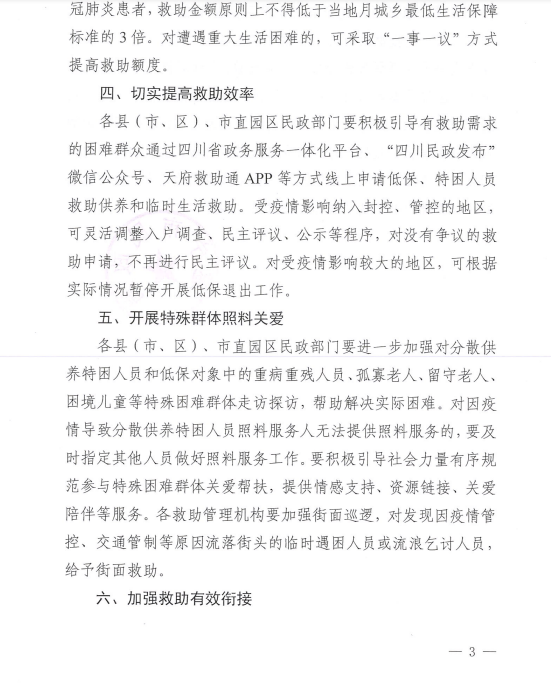 冠肺炎患者，救助金额原则上不得低于当地月城乡最低生活保障
标准的 3 倍。对遭遇重大生活困难的，可采取“一事一议”方式
提高救助额度。
四、切实提高救助效率
各县（市、区）、市直园区民政部门要积极引导有救助需求
的困难群众通过四川省政务服务一体化平台、“四川民政发布”
微信公众号、天府救助通 APP 等方式线上申请低保、特困人员
救助供养和临时生活救助。受疫情影响纳入封控、管控的地区，
可灵活调整入户调查、民主评议、公示等程序，对没有争议的救
助申请，不再进行民主评议。对受疫情影响较大的地区，可根据
实际情况暂停开展低保退出工作。
五、开展特殊群体照料关爱
各县（市、区）、市直园区民政部门要进一步加强对分散供
养特困人员和低保对象中的重病重残人员、孤寡老人、留守老人、
困境儿童等特殊困难群体走访探访，帮助解决实际困难。对因疫
情导致分散供养特困人员照料服务人无法提供照料服务的，要及
时指定其他人员做好照料服务工作。要积极引导社会力量有序规
范参与特殊困难群体关爱帮扶，提供情感支持、资源链接、关爱
陪伴等服务。各救助管理机构要加强街面巡逻，对发现因疫情管
控、交通管制等原因流落街头的临时遇困人员或流浪乞讨人员，
给予街面救助。
六、加强救助有效衔接
— 3 —